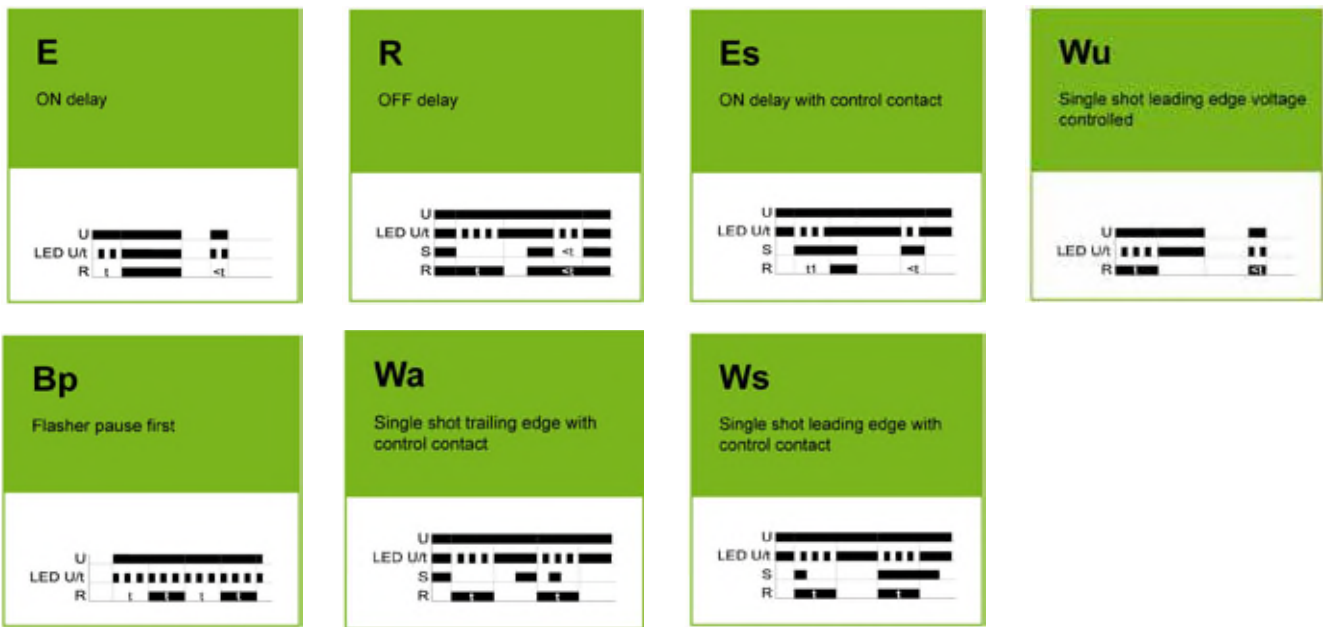 E
ON delay
U
LED U/t
R t <t
R
OFF delay
U
LED U/t
S <t
R t <t
Es
ON delay with control contact
U
LED U/t
S
R t1 <t
Wu
Single shot leading edge voltage
controlled
U
LED U/t
R t <t
Bp
Flasher pause first
U
LED U/t
R t t t t
Wa
Single shot trailing edge with
control contact
U
LED U/t
S
R t t
Ws
Single shot leading edge with
control contact
U
LED U/t
S
R t t